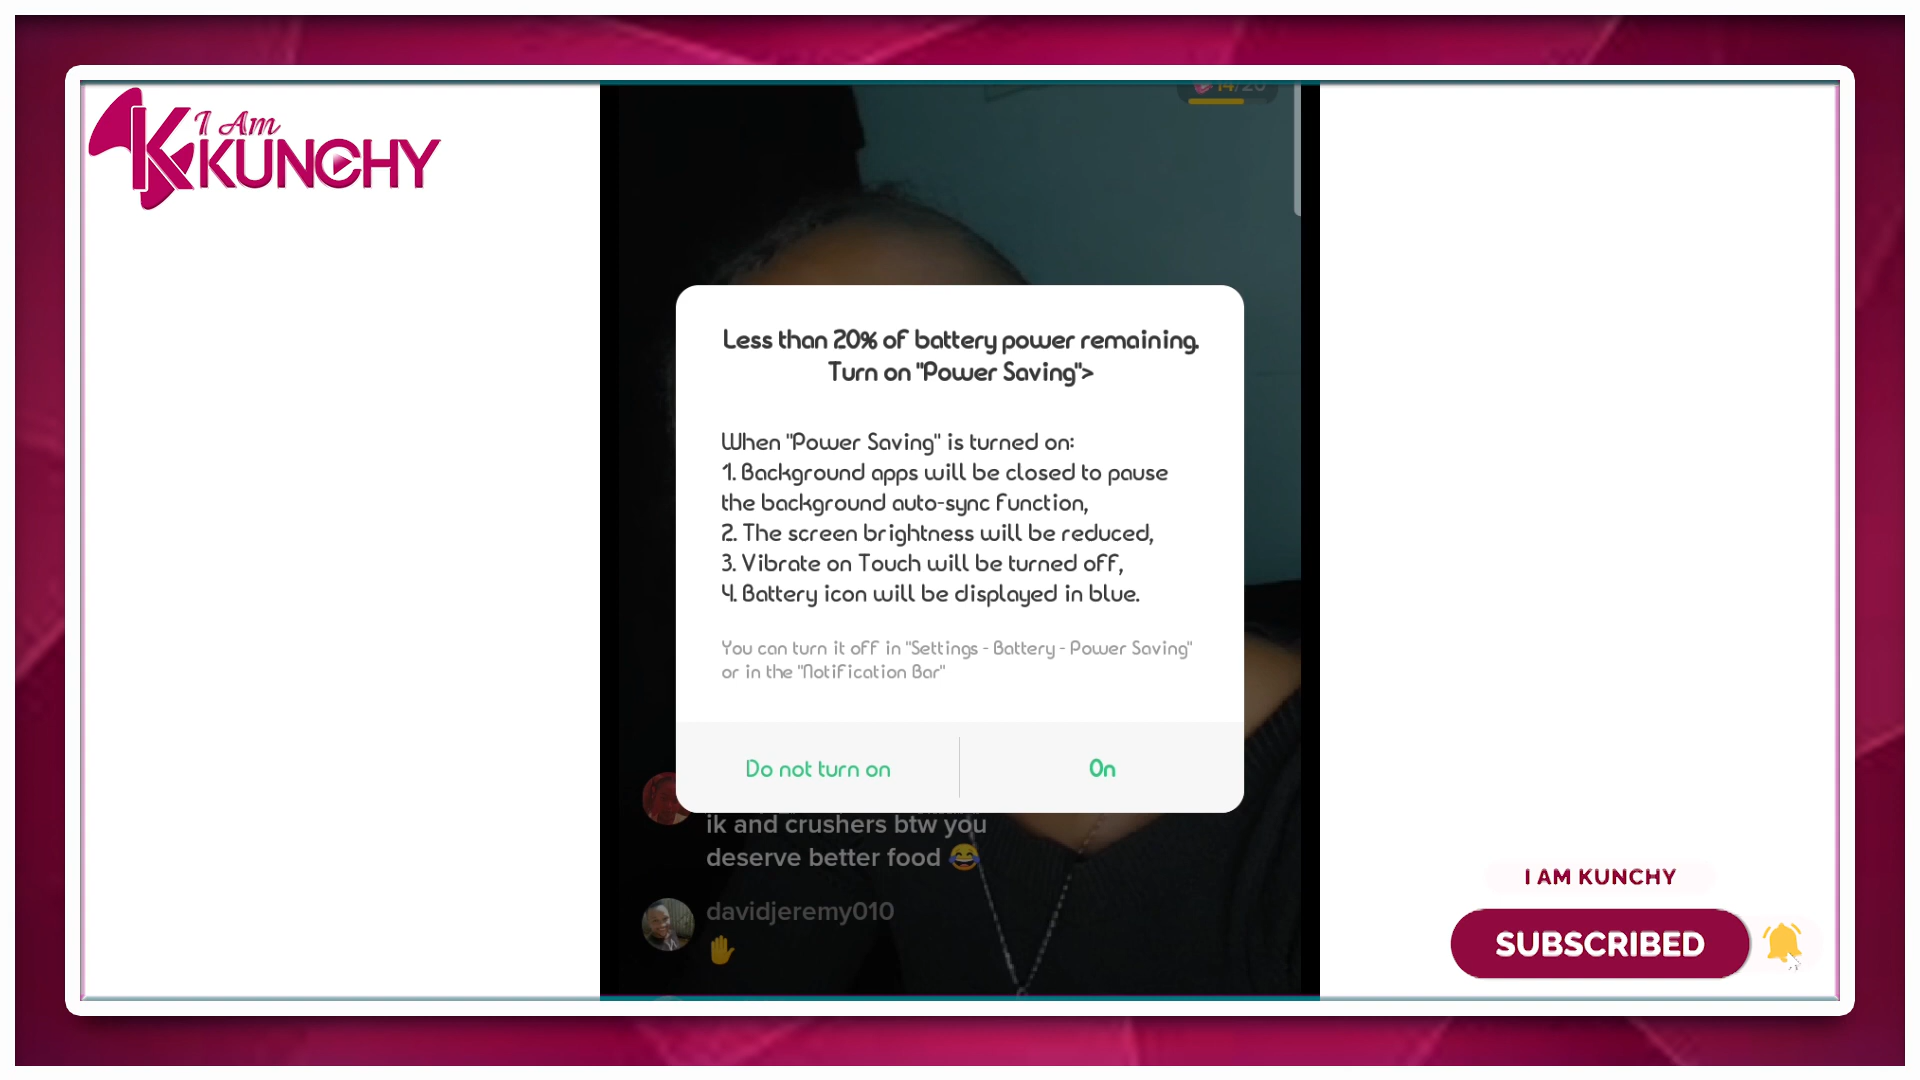 I Am
KUNCHY
14/20
Less than 20% of battery power remaining.
Turn on "Power Saving">
When "Power Saving" is turned on:
1. Background apps will be closed to pause
the background auto-sync function,
2. The screen brightness will be reduced,
3. Vibrate on Touch will be turned off,
4. Battery icon will be displayed in blue.
You can turn it off in "Settings - Battery - Power Saving"
or in the "Notification Bar"
Do not turn on
On
ik and crushers btw you
deserve better food 😂
davidjeremy010
✋
I AM KUNCHY
SUBSCRIBED